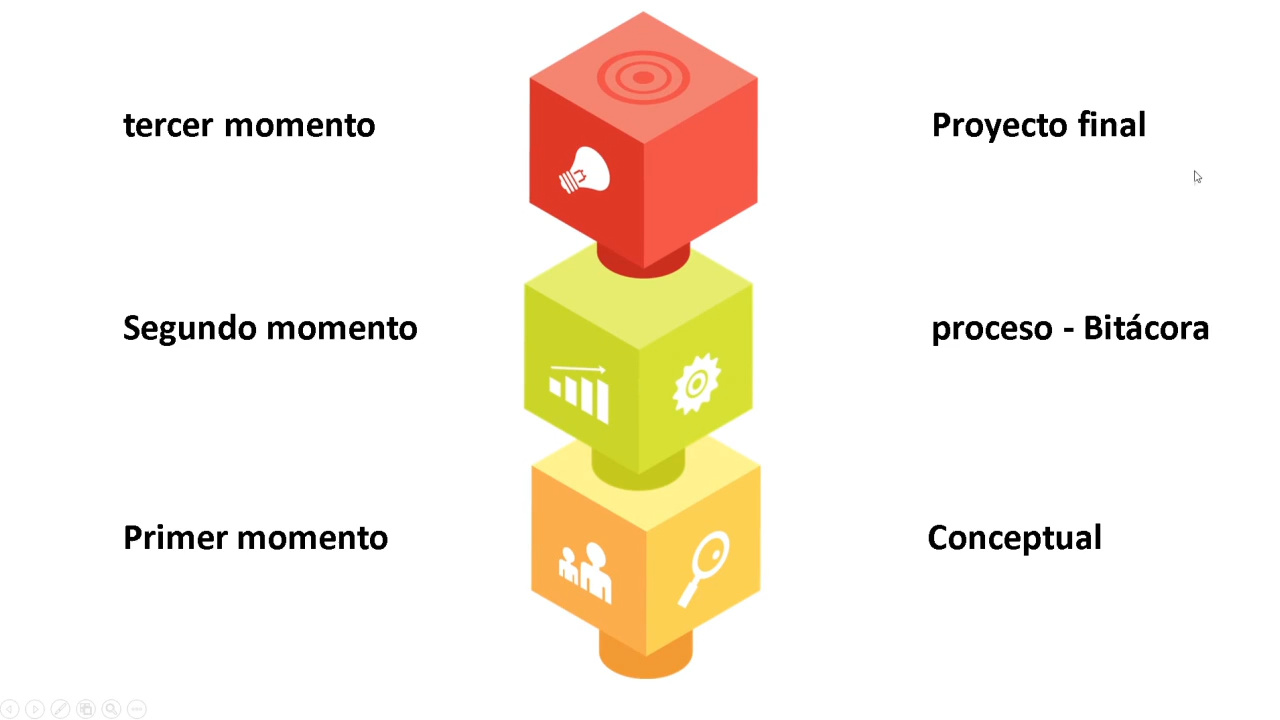 tercer momento
Proyecto final
Segundo momento
proceso - Bitácora
Primer momento
Conceptual